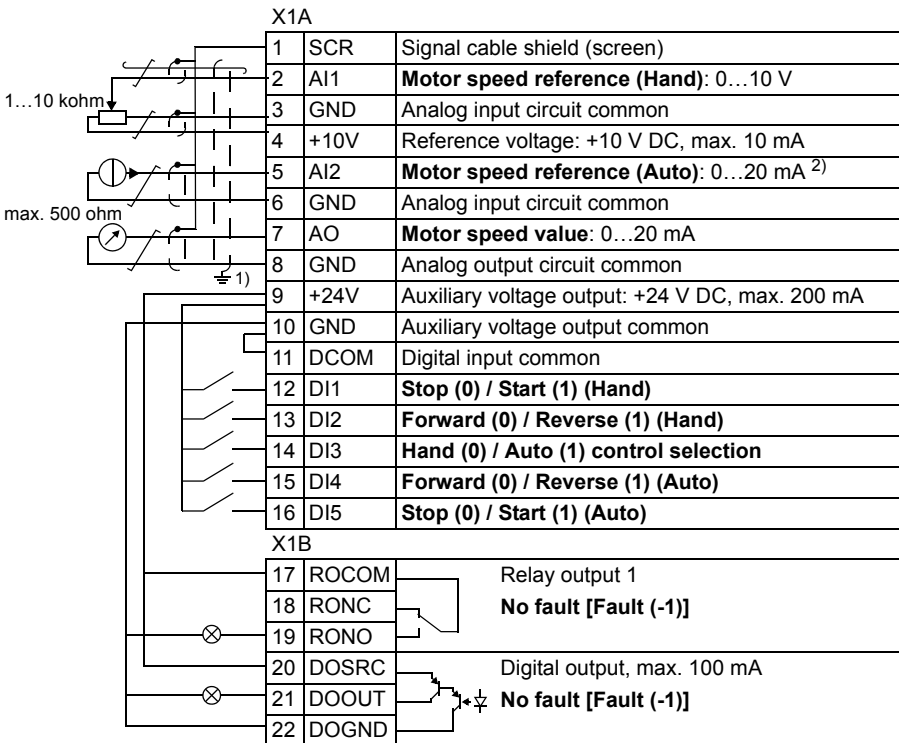 X1A
1 SCR Signal cable shield (screen)
2 AI1 Motor speed reference (Hand): 0…10 V
1…10 kohm
3 GND Analog input circuit common
4 +10V Reference voltage: +10 V DC, max. 10 mA
5 AI2 Motor speed reference (Auto): 0…20 mA 2)
6 GND Analog input circuit common
max. 500 ohm
7 AO Motor speed value: 0…20 mA
8 GND Analog output circuit common
1)
9 +24V Auxiliary voltage output: +24 V DC, max. 200 mA
10 GND Auxiliary voltage output common
11 DCOM Digital input common
12 DI1 Stop (0) / Start (1) (Hand)
13 DI2 Forward (0) / Reverse (1) (Hand)
14 DI3 Hand (0) / Auto (1) control selection
15 DI4 Forward (0) / Reverse (1) (Auto)
16 DI5 Stop (0) / Start (1) (Auto)
X1B
17 ROCOM Relay output 1
18 RONC No fault [Fault (-1)]
19 RONO
20 DOSRC Digital output, max. 100 mA
21 DOOUT No fault [Fault (-1)]
22 DOGND